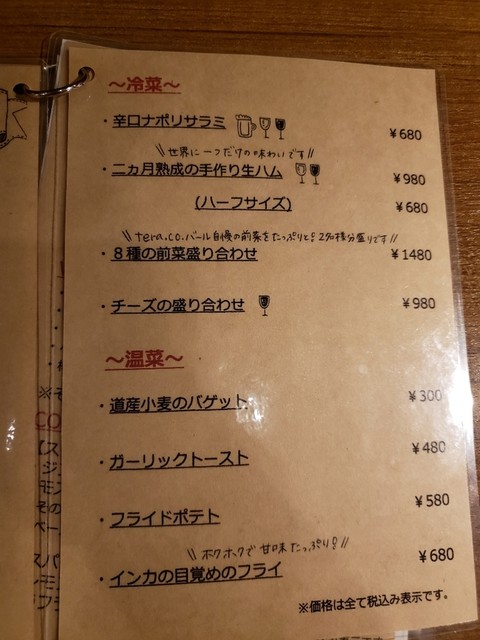 ～冷菜～
・辛口ナポリサラミ ¥680
\\世界に一つだけの味わいです//
・二ヵ月熟成の手作り生ハム ¥980
(ハーフサイズ) ¥680
\\tera.co.バール自慢の前菜をたっぷりと!2名様分盛りです//
・8種の前菜盛り合わせ ¥1480
・チーズの盛り合わせ ¥980
～温菜～
・道産小麦のバゲット ¥300
・ガーリックトースト ¥480
・フライドポテト ¥580
\\ホクホクで甘味たっぷり!//
・インカの目覚めのフライ ¥680
※価格は全て税込み表示です。